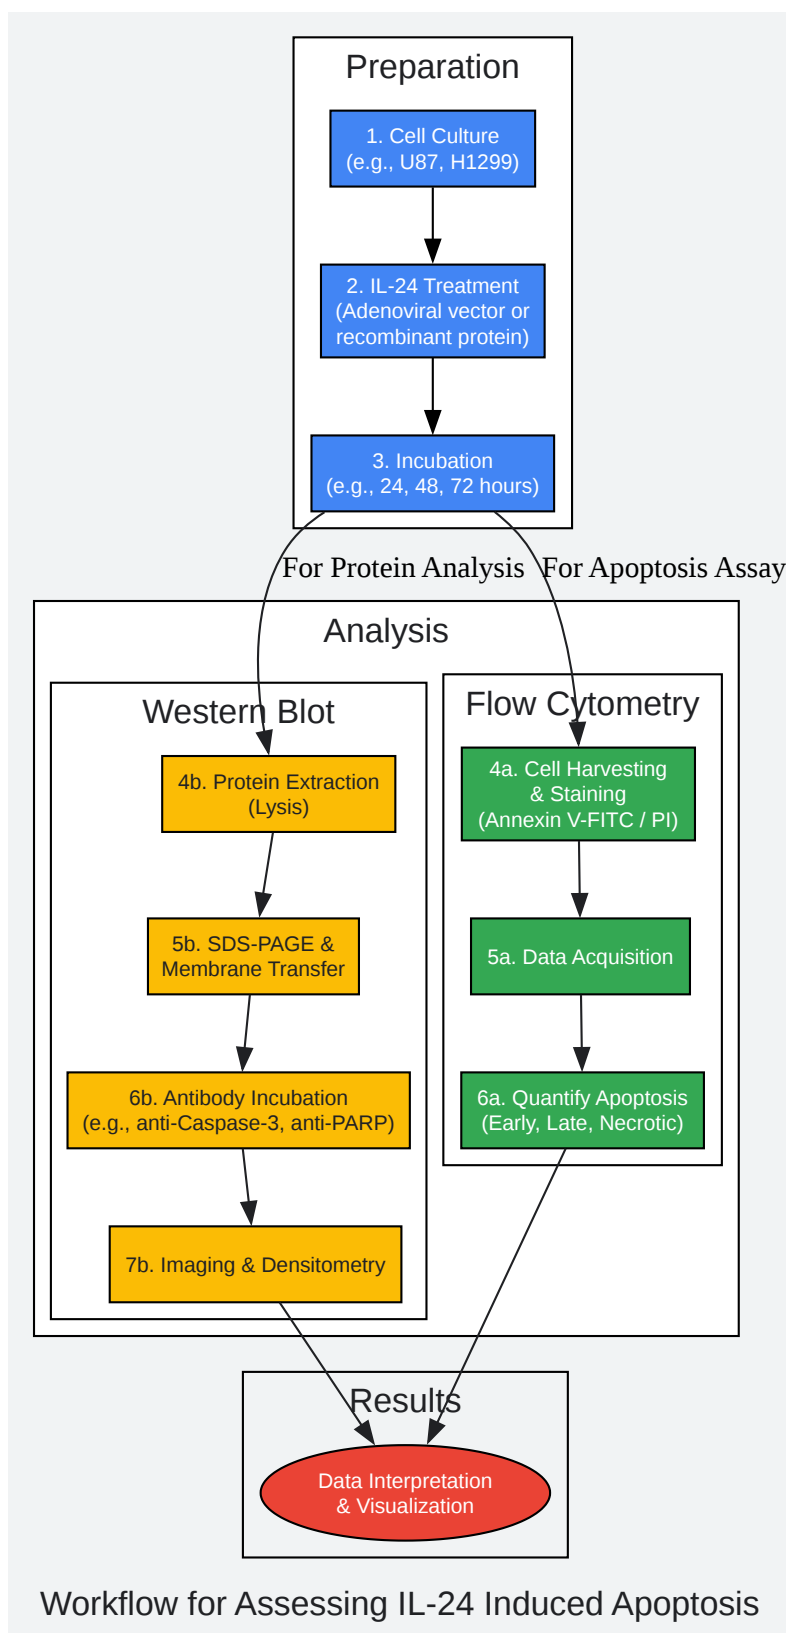 Preparation
1. Cell Culture
(e.g., U87, H1299)
2. IL-24 Treatment
(Adenoviral vector or
recombinant protein)
3. Incubation
(e.g., 24, 48, 72 hours)
For Protein Analysis
For Apoptosis Assay
Analysis
Western Blot
4b. Protein Extraction
(Lysis)
5b. SDS-PAGE &
Membrane Transfer
6b. Antibody Incubation
(e.g., anti-Caspase-3, anti-PARP)
7b. Imaging & Densitometry
Flow Cytometry
4a. Cell Harvesting
& Staining
(Annexin V-FITC / PI)
5a. Data Acquisition
6a. Quantify Apoptosis
(Early, Late, Necrotic)
Results
Data Interpretation
& Visualization
Workflow for Assessing IL-24 Induced Apoptosis